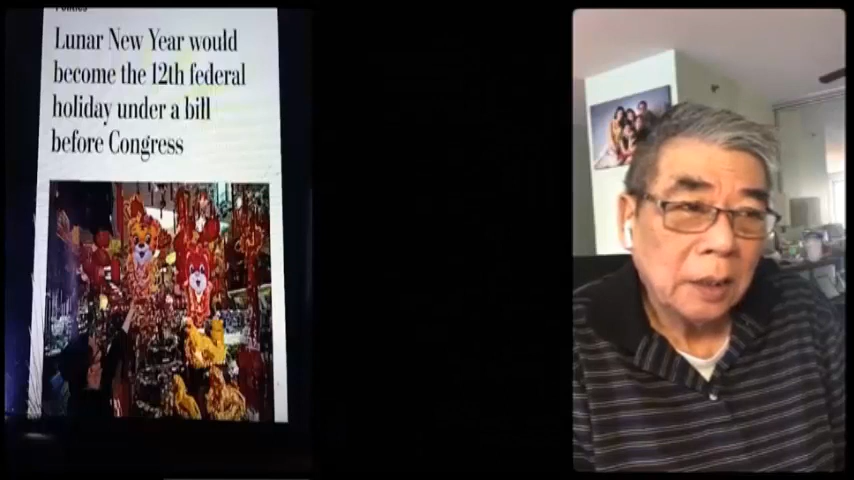 Politics
Lunar New Year would
become the 12th federal
holiday under a bill
before Congress